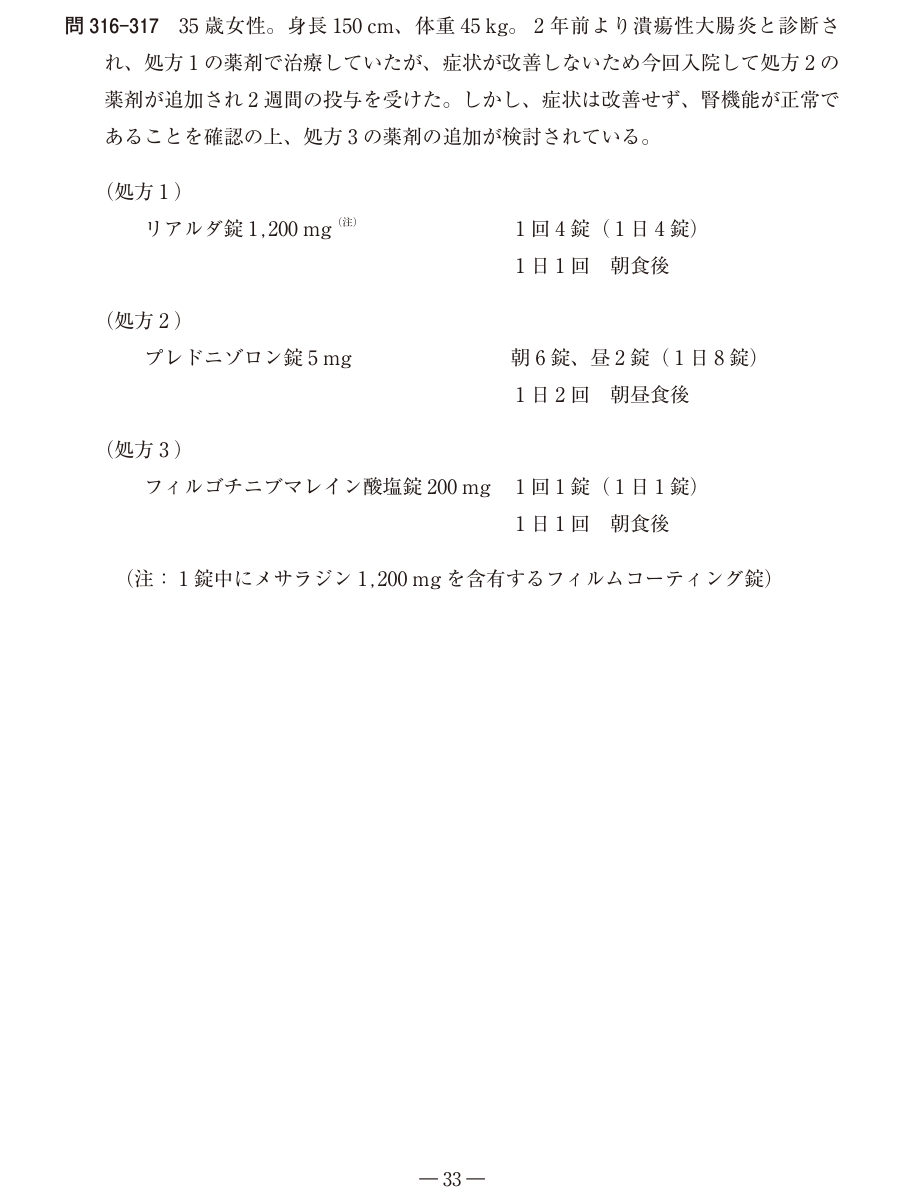 問 316−317 35 歳女性。身長 150 cm、体重 45 kg。2 年前より潰瘍性大腸炎と診断さ
れ、処方 1 の薬剤で治療していたが、症状が改善しないため今回入院して処方 2 の
薬剤が追加され 2 週間の投与を受けた。しかし、症状は改善せず、腎機能が正常で
あることを確認の上、処方 3 の薬剤の追加が検討されている。
(処方 1 )
リアルダ錠 1,200 mg (注) 1 回 4 錠(1 日 4 錠)
1 日 1 回 朝食後
(処方 2 )
プレドニゾロン錠 5 mg 朝 6 錠、昼 2 錠(1 日 8 錠)
1 日 2 回 朝昼食後
(処方 3 )
フィルゴチニブマレイン酸塩錠 200 mg 1 回 1 錠(1 日 1 錠)
1 日 1 回 朝食後
(注:1 錠中にメサラジン 1,200 mg を含有するフィルムコーティング錠)
— 33 —